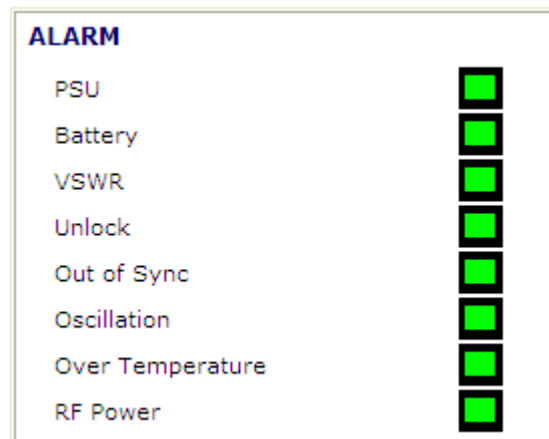 ALARM
PSU
Battery
VSWR
Unlock
Out of Sync
Oscillation
Over Temperature
RF Power